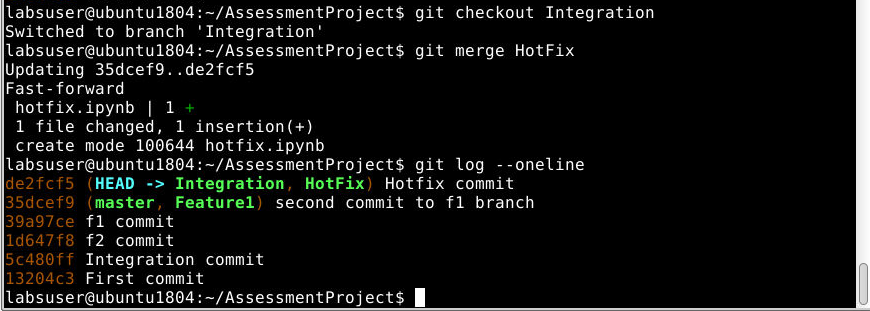 labsuser@ubuntu1804:~/AssessmentProject$ git checkout Integration
Switched to branch 'Integration'
labsuser@ubuntu1804:~/AssessmentProject$ git merge HotFix
Updating 35dcef9..de2fcf5
Fast-forward
 hotfix.ipynb | 1 +
 1 file changed, 1 insertion(+)
 create mode 100644 hotfix.ipynb
labsuser@ubuntu1804:~/AssessmentProject$ git log --oneline
de2fcf5 (HEAD -> Integration, HotFix) Hotfix commit
35dcef9 (master, Feature1) second commit to f1 branch
39a97ce f1 commit
1d647f8 f2 commit
5c480ff Integration commit
13204c3 First commit
labsuser@ubuntu1804:~/AssessmentProject$